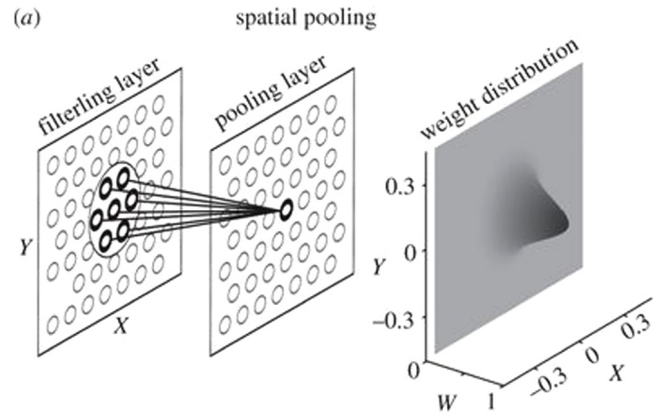 (a) spatial pooling
filterling layer
pooling layer
weight distribution
Y
X
0.3
0
−0.3
Y
0
W
1
−0.3
0
0.3
X